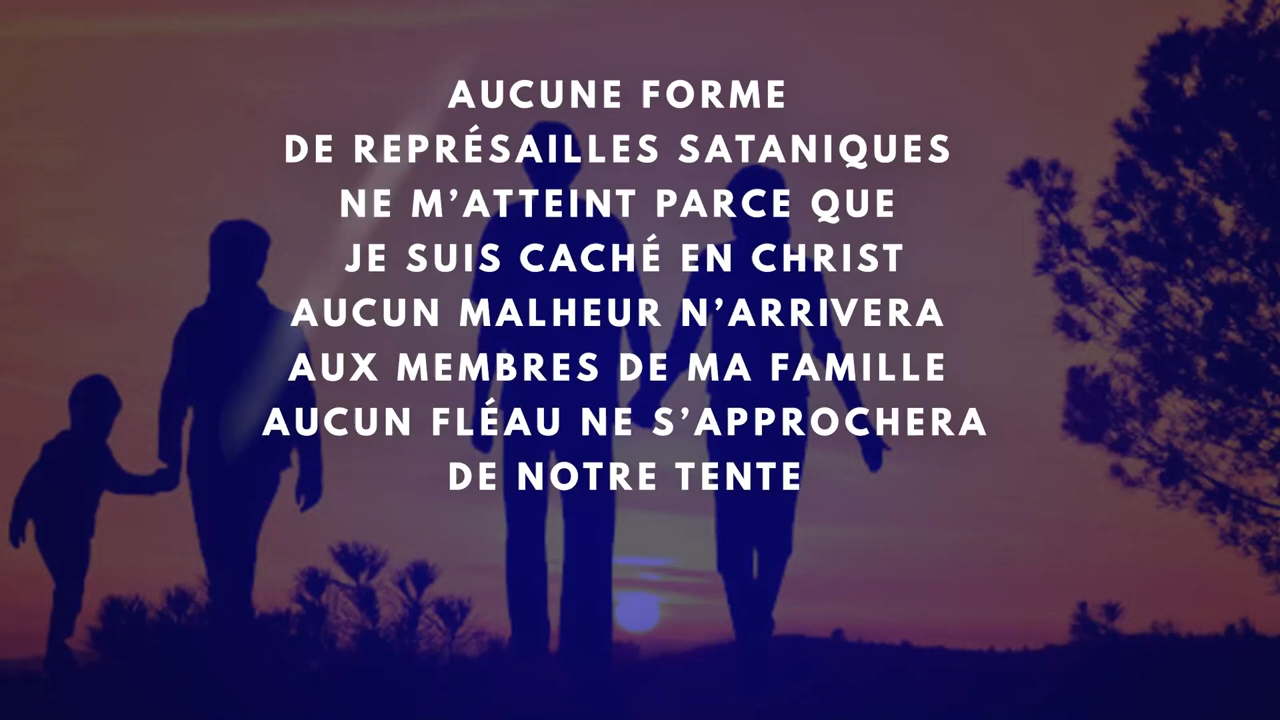 AUCUNE FORME
DE REPRÉSAILLES SATANIQUES
NE M’ATTEINT PARCE QUE
JE SUIS CACHÉ EN CHRIST
AUCUN MALHEUR N’ARRIVERA
AUX MEMBRES DE MA FAMILLE
AUCUN FLÉAU NE S’APPROCHERA
DE NOTRE TENTE